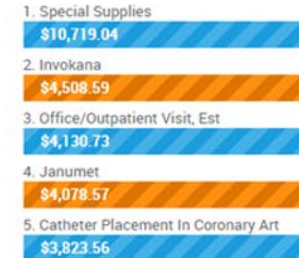 1. Special Supplies
$10,719.04
2. Invokana
$4,508.59
3. Office/Outpatient Visit, Est
$4,130.73
4. Janumet
$4,078.57
5. Catheter Placement In Coronary Art
$3,823.56